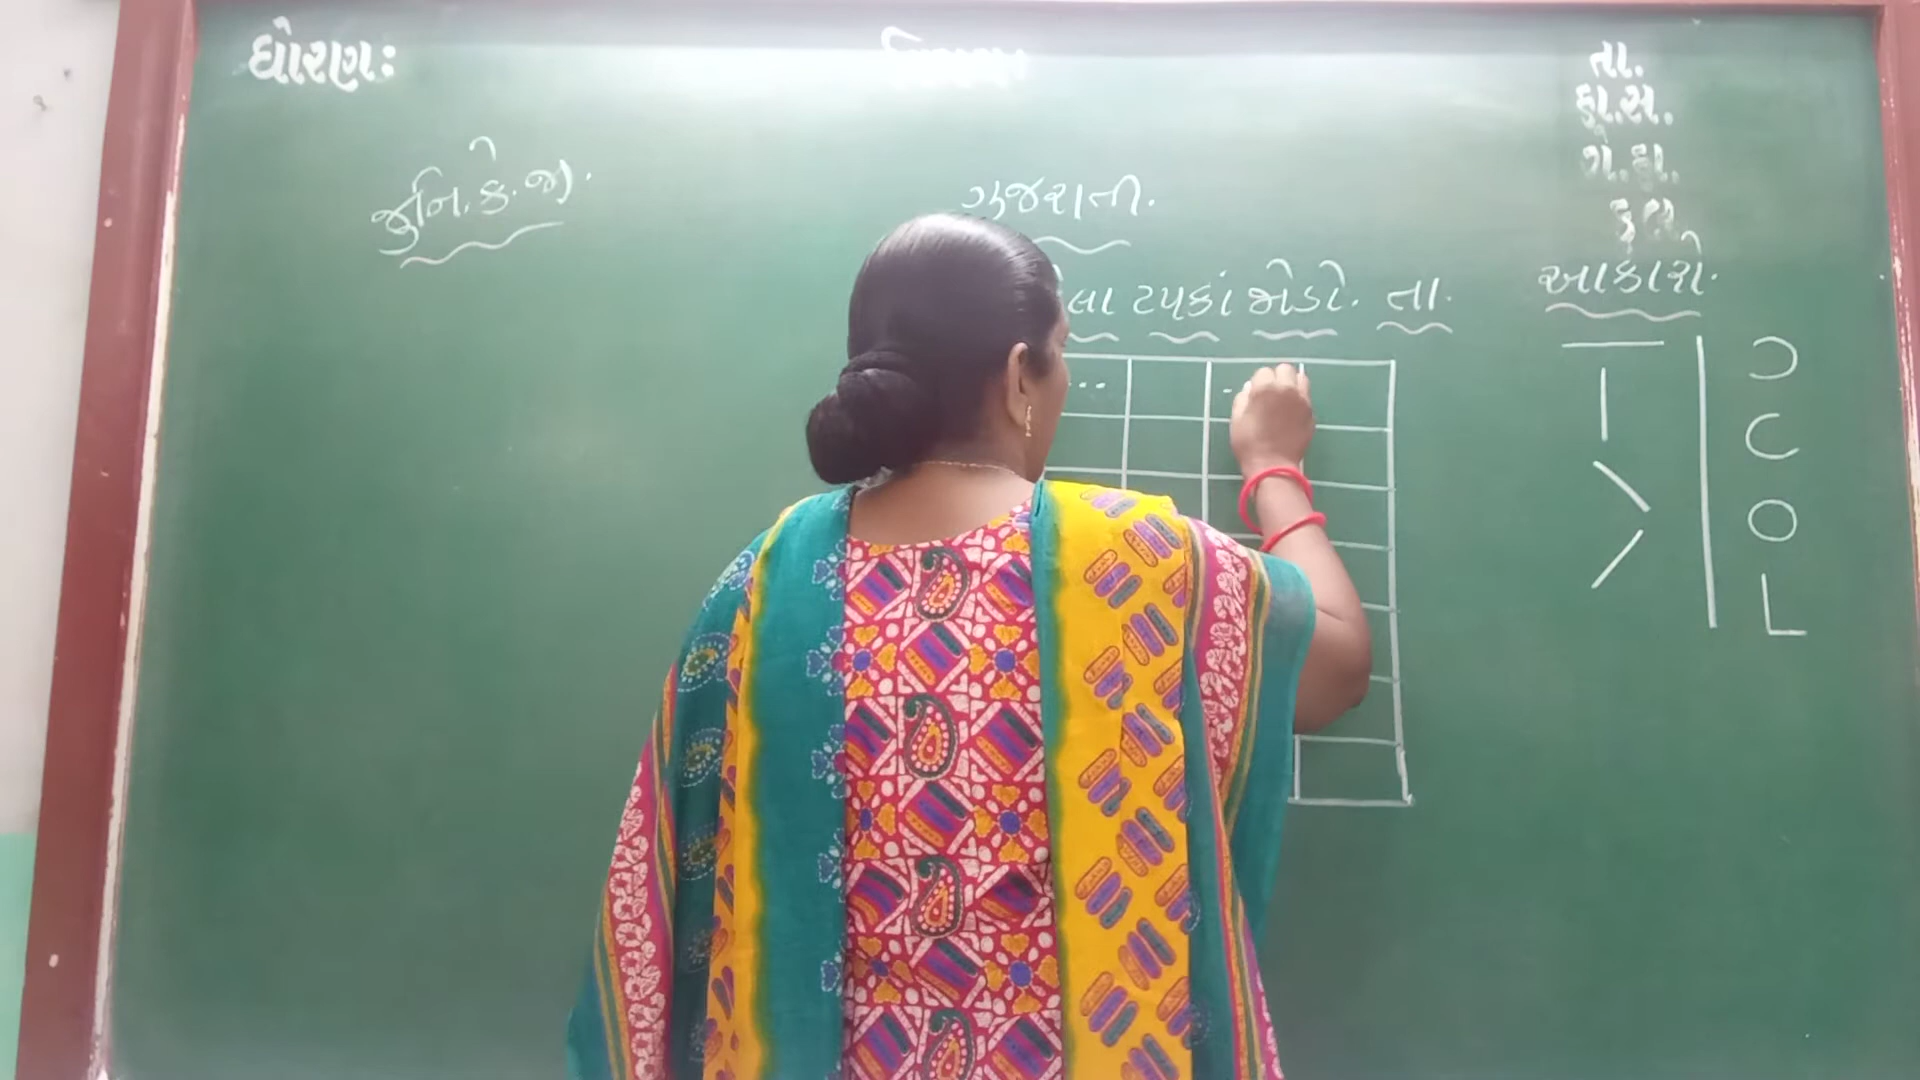 ધોરણઃ
તા.
હા.સ.
ગે.હા.
કુલ
જુનિ. કે. જી.
ગુજરાતી.
ટપકાં જોડો. તા.
આકારો.